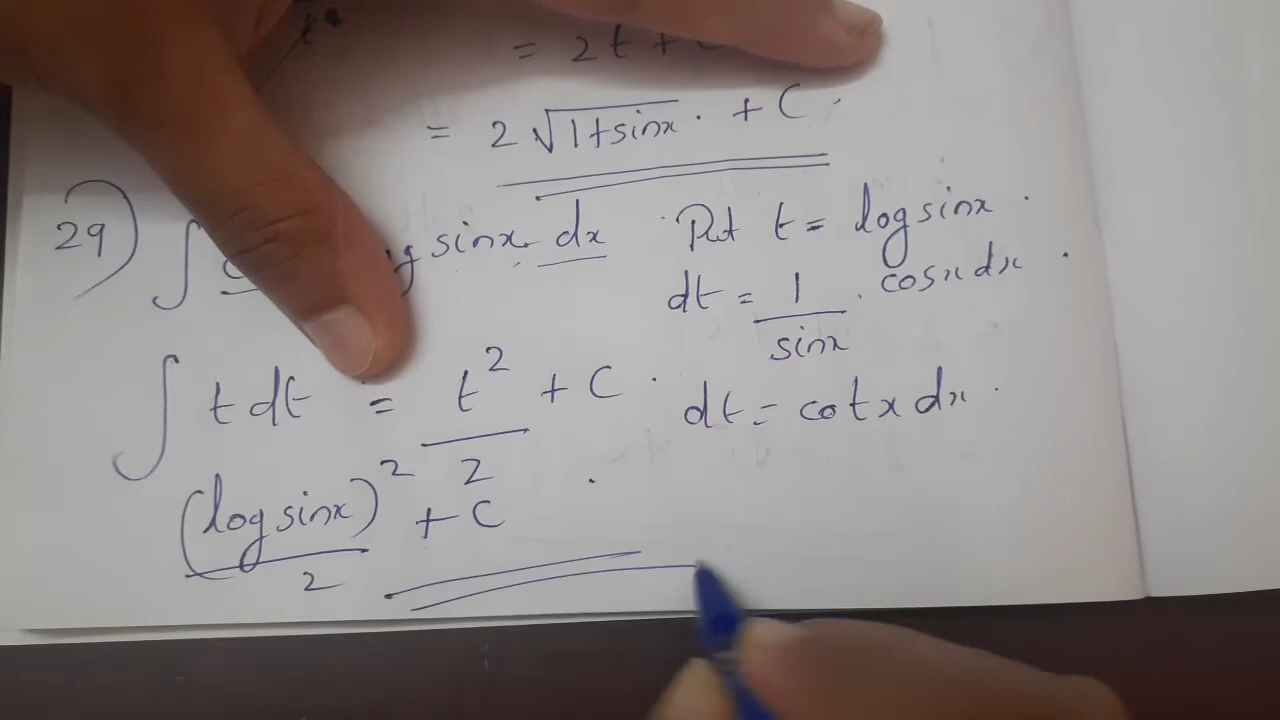 = 2t +
= 2 √1+sinx . + C .
29) ∫ sinx . dx Put t = log sinx .
dt = 1/sinx . cosx dx .
∫ t dt = t²/2 + C . dt = cotx dx .
(log sinx)²/2 + C